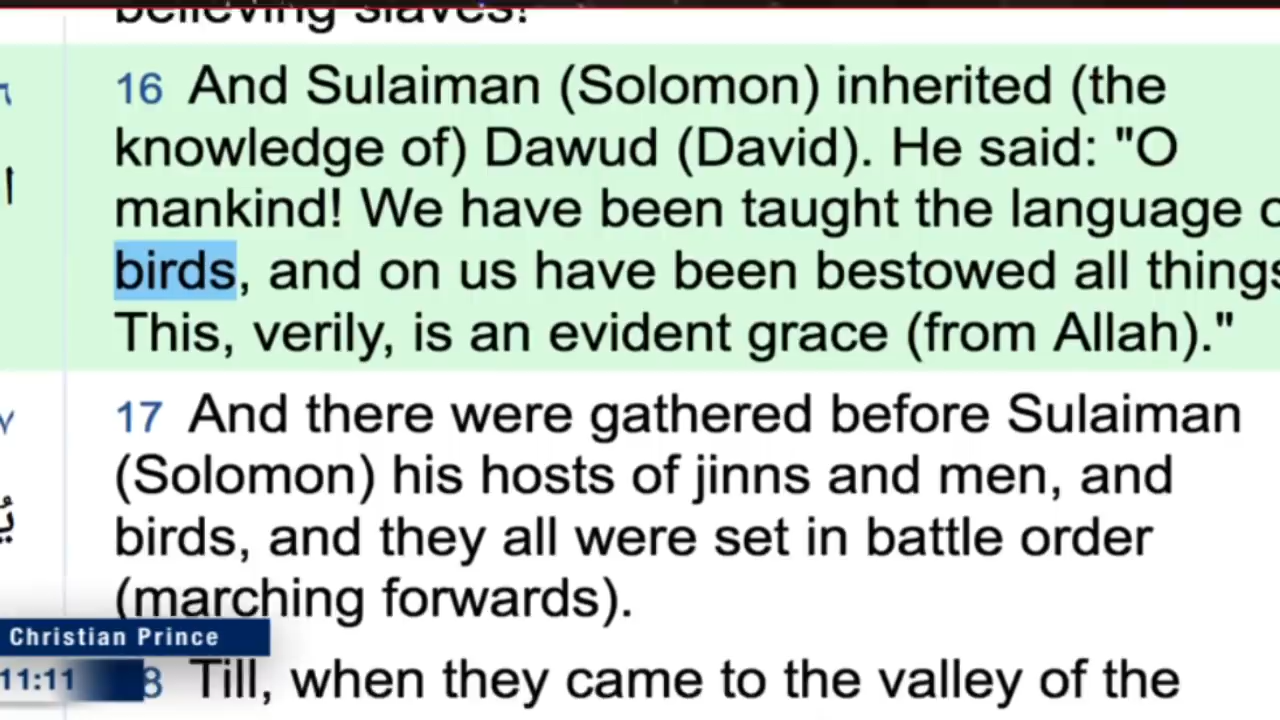 believing slaves!
16 And Sulaiman (Solomon) inherited (the
knowledge of) Dawud (David). He said: "O
mankind! We have been taught the language
birds, and on us have been bestowed all things
This, verily, is an evident grace (from Allah)."
17 And there were gathered before Sulaiman
(Solomon) his hosts of jinns and men, and
birds, and they all were set in battle order
(marching forwards).
Christian Prince
11:11
8 Till, when they came to the valley of the